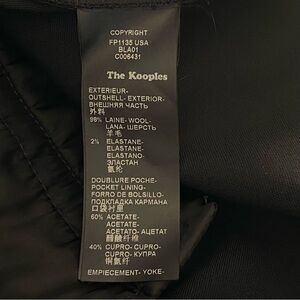 COPYRIGHT
FP1135 USA
BLA01
C006431
The Kooples
EXTERIEUR-
OUTSHELL- EXTERIOR-
ВНЕШНЯЯ ЧАСТЬ
外料
98% LAINE- WOOL-
LANA- ШЕРСТЬ
羊毛
2% ELASTANE-
ELASTANE-
ELASTANO-
ЭЛАСТАН
氨纶
DOUBLURE POCHE-
POCKET LINING-
FORRO DE BOLSILLO-
ПОДКЛАДКА КАРМАНА
口袋衬里
60% ACETATE-
ACETATE-
ACETATO- АЦЕТАТ
醋酸纤维
40% CUPRO- CUPRO-
CUPRO- КУПРА
铜氨纤
EMPIECEMENT- YOKE-